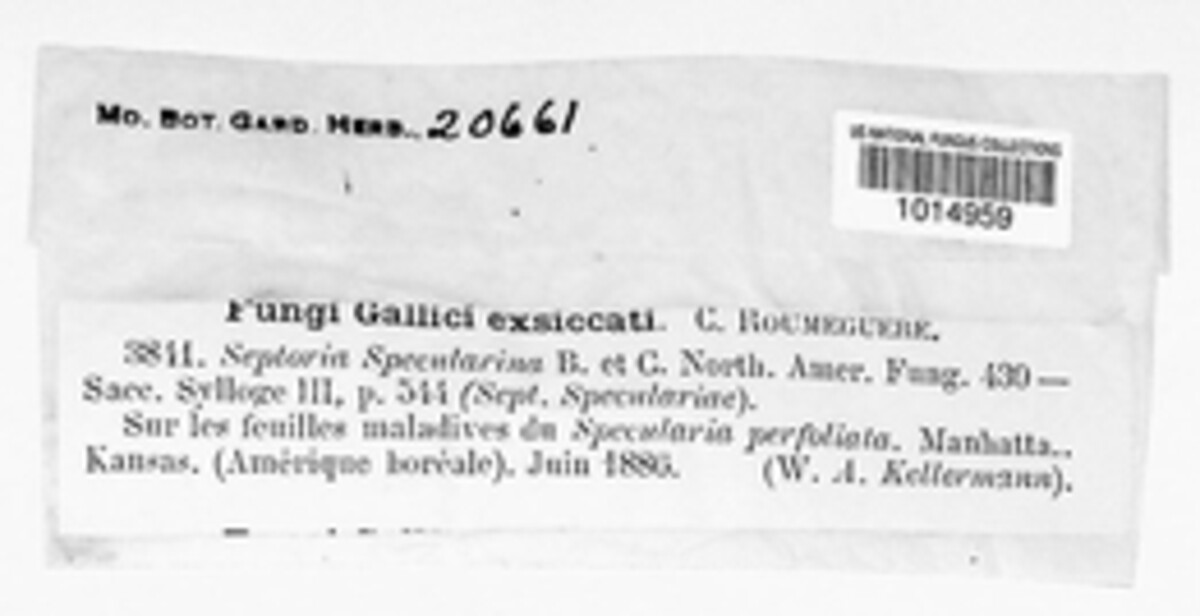 Mo. Bot. Gard. Herb. 20661
US NATIONAL FUNGUS COLLECTIONS
1014959
Fungi Gallici exsiccati. C. ROUMEGUERE.
3841. Septoria Specularina B. et C. North. Amer. Fung. 430 —
Sacc. Sylloge III, p. 544 (Sept. Speculariae).
Sur les feuilles maladives du Specularia perfoliata. Manhatta..
Kansas. (Amérique boréale). Juin 1886. (W. A. Kellermann).